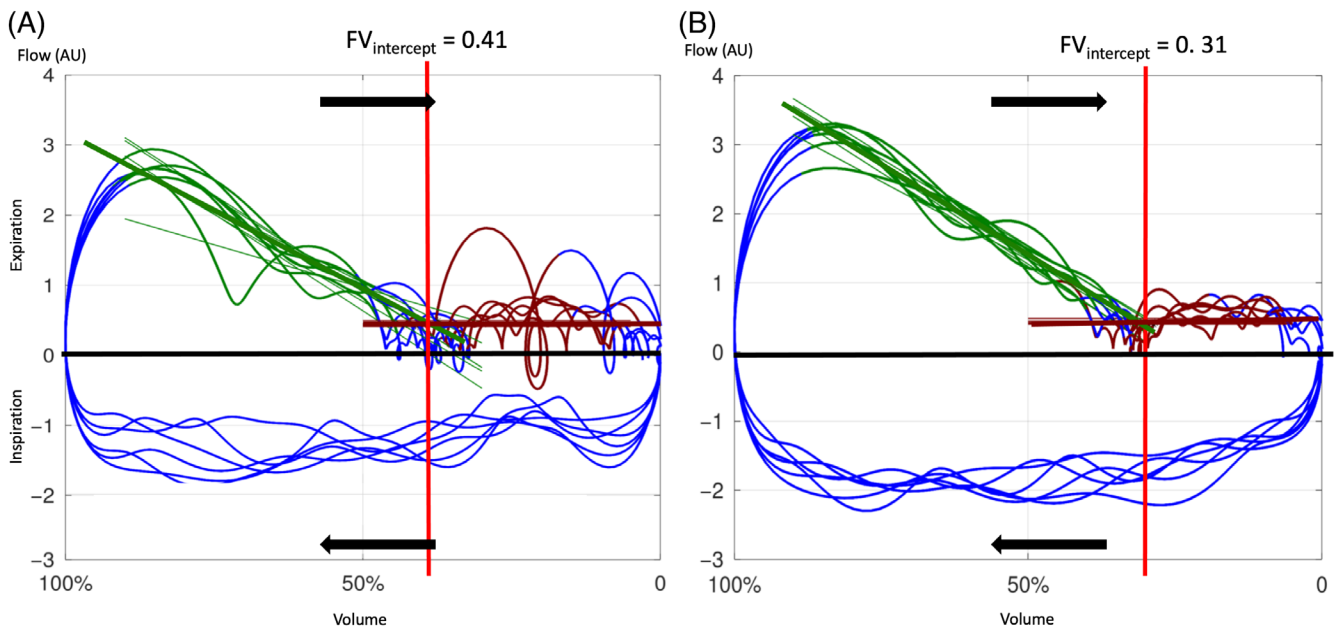 (A)
Flow (AU)
FVintercept = 0.41
4
3
2
1
0
−1
−2
−3
Expiration
Inspiration
100%
50%
0
Volume
(B)
Flow (AU)
FVintercept = 0. 31
4
3
2
1
0
−1
−2
−3
100%
50%
0
Volume